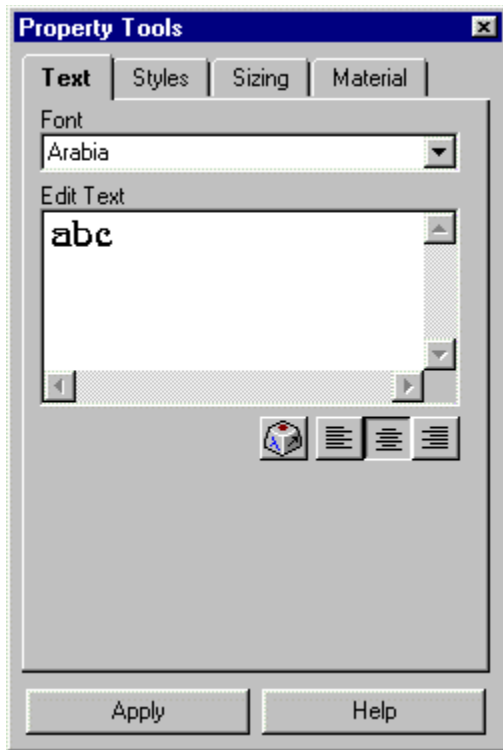 Property Tools
Text Styles Sizing Material
Font
Arabia
Edit Text
abc
Apply Help